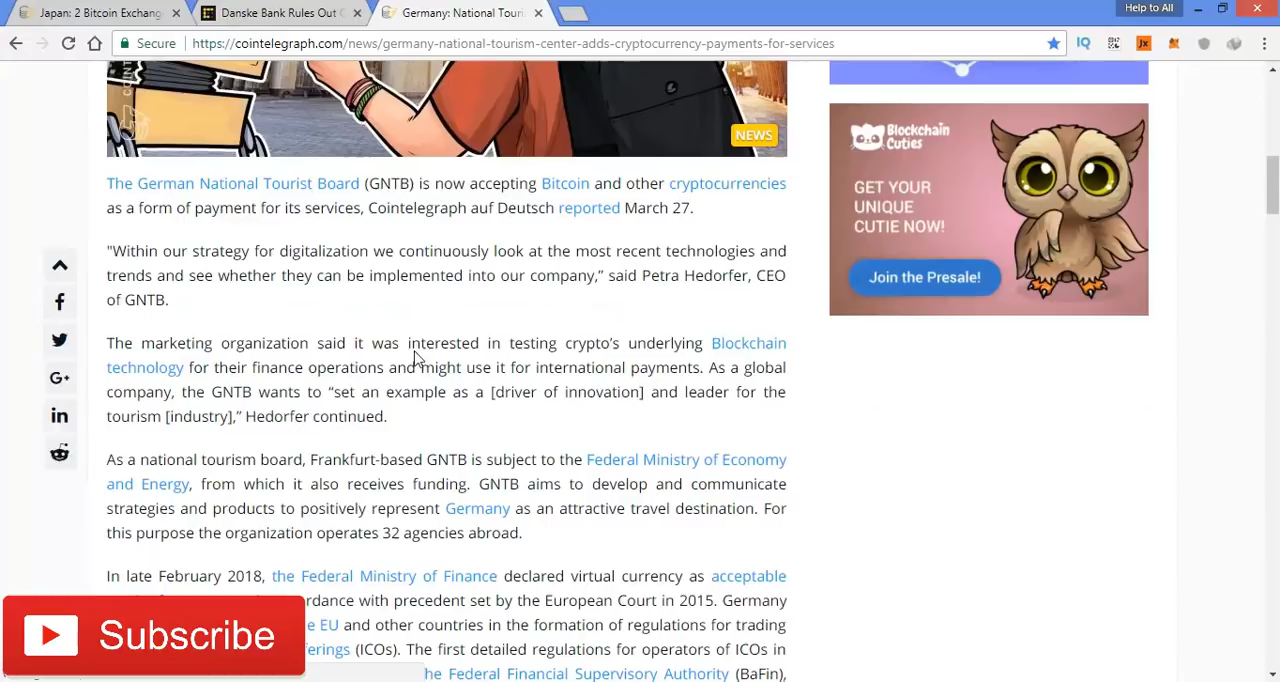 Japan: 2 Bitcoin Exchang
Danske Bank Rules Out
Germany: National Touri
Help to All
Secure
https://cointelegraph.com/news/germany-national-tourism-center-adds-cryptocurrency-payments-for-services
IQ
Jx
NEWS
Blockchain
Cuties
GET YOUR
UNIQUE
CUTIE NOW!
Join the Presale!
The German National Tourist Board (GNTB) is now accepting Bitcoin and other cryptocurrencies
as a form of payment for its services, Cointelegraph auf Deutsch reported March 27.
"Within our strategy for digitalization we continuously look at the most recent technologies and
trends and see whether they can be implemented into our company,” said Petra Hedorfer, CEO
of GNTB.
The marketing organization said it was interested in testing crypto’s underlying Blockchain
technology for their finance operations and might use it for international payments. As a global
company, the GNTB wants to “set an example as a [driver of innovation] and leader for the
tourism [industry],” Hedorfer continued.
As a national tourism board, Frankfurt-based GNTB is subject to the Federal Ministry of Economy
and Energy, from which it also receives funding. GNTB aims to develop and communicate
strategies and products to positively represent Germany as an attractive travel destination. For
this purpose the organization operates 32 agencies abroad.
In late February 2018, the Federal Ministry of Finance declared virtual currency as acceptable
with precedent set by the European Court in 2015. Germany
EU and other countries in the formation of regulations for trading
(ICOs). The first detailed regulations for operators of ICOs in
Federal Financial Supervisory Authority (BaFin),
Subscribe